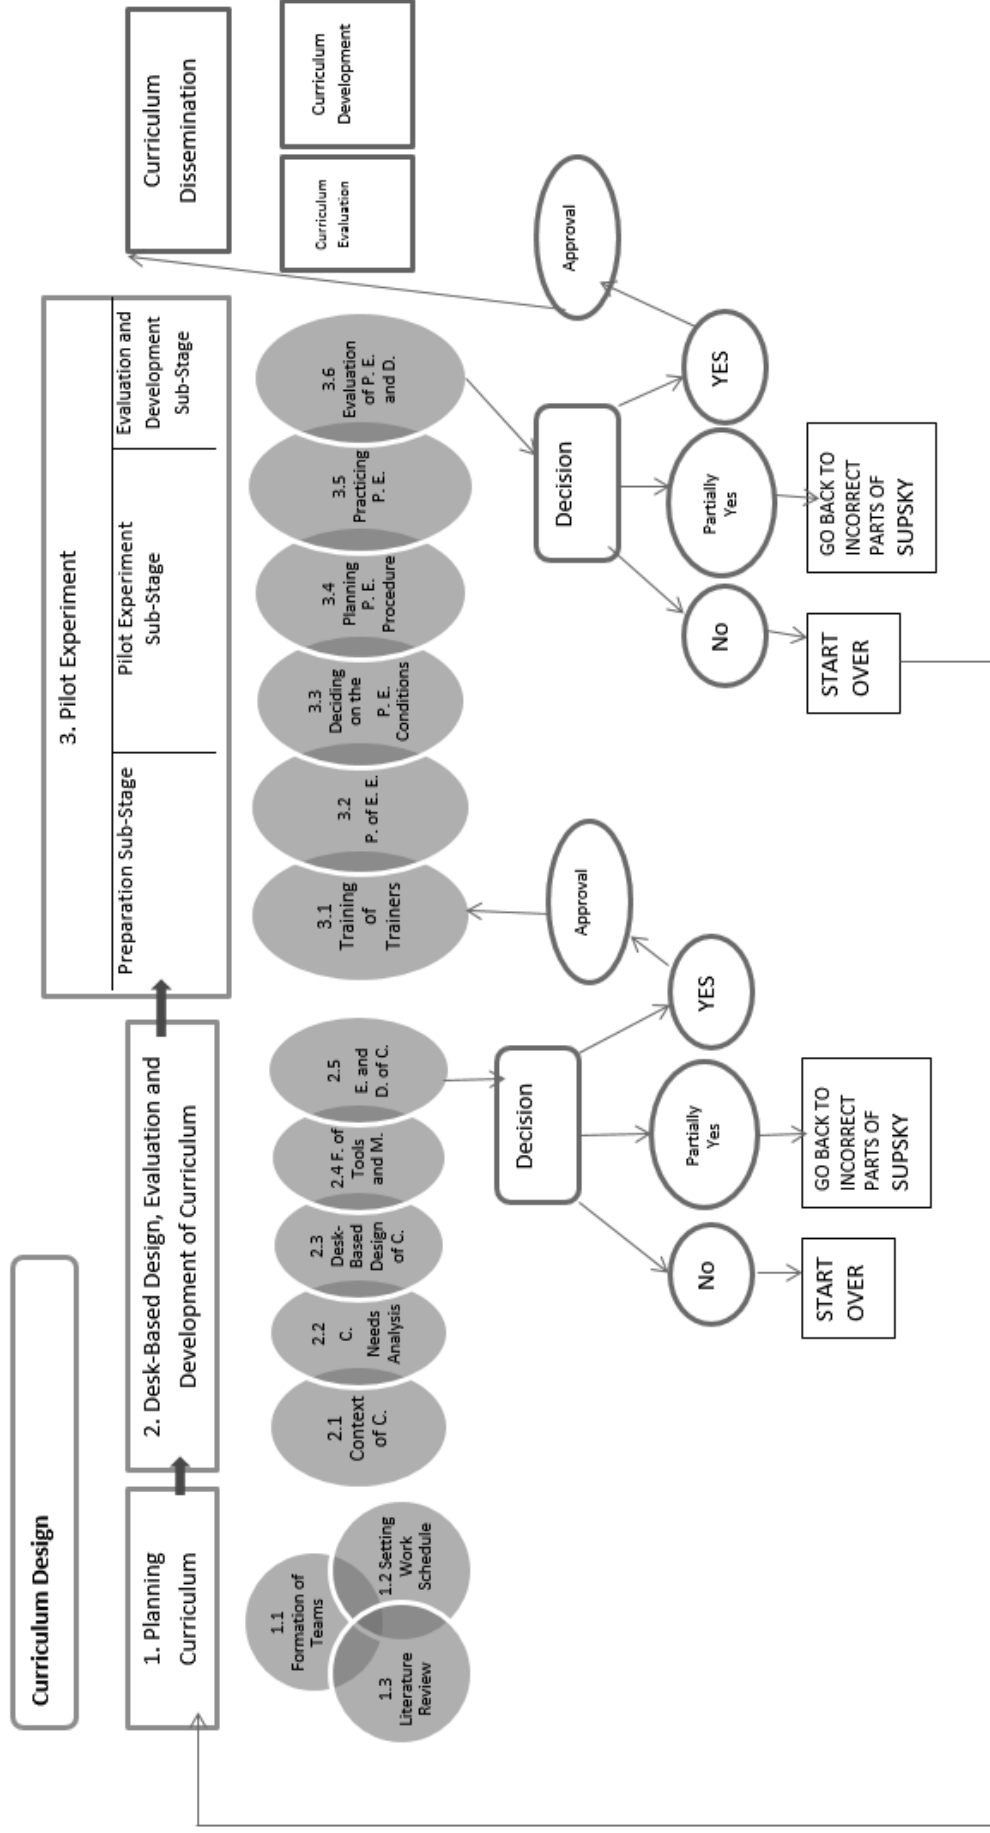 Curriculum Design
1. Planning
Curriculum
2. Desk-Based Design, Evaluation and
Development of Curriculum
3. Pilot Experiment
Preparation Sub-Stage
Pilot Experiment
Sub-Stage
Evaluation and
Development
Sub-Stage
Curriculum
Dissemination
Curriculum
Evaluation
Curriculum
Development
1.1
Formation of
Teams
1.3
Literature
Review
1.2 Setting
Work
Schedule
2.1
Context
of C.
2.2
C.
Needs
Analysis
2.3
Desk-
Based
Design
of C.
2.4 F. of
Tools
and M.
2.5
E. and
D. of C.
3.1
Training
of
Trainers
3.2
P. of E. E.
3.3
Deciding
on the
P. E.
Conditions
3.4
Planning
P. E.
Procedure
3.5
Practicing
P. E.
3.6
Evaluation
of P. E.
and D.
Decision
No
Partially
Yes
YES
Approval
START
OVER
GO BACK TO
INCORRECT
PARTS OF
SUPSKY
Decision
No
Partially
Yes
YES
Approval
START
OVER
GO BACK TO
INCORRECT
PARTS OF
SUPSKY